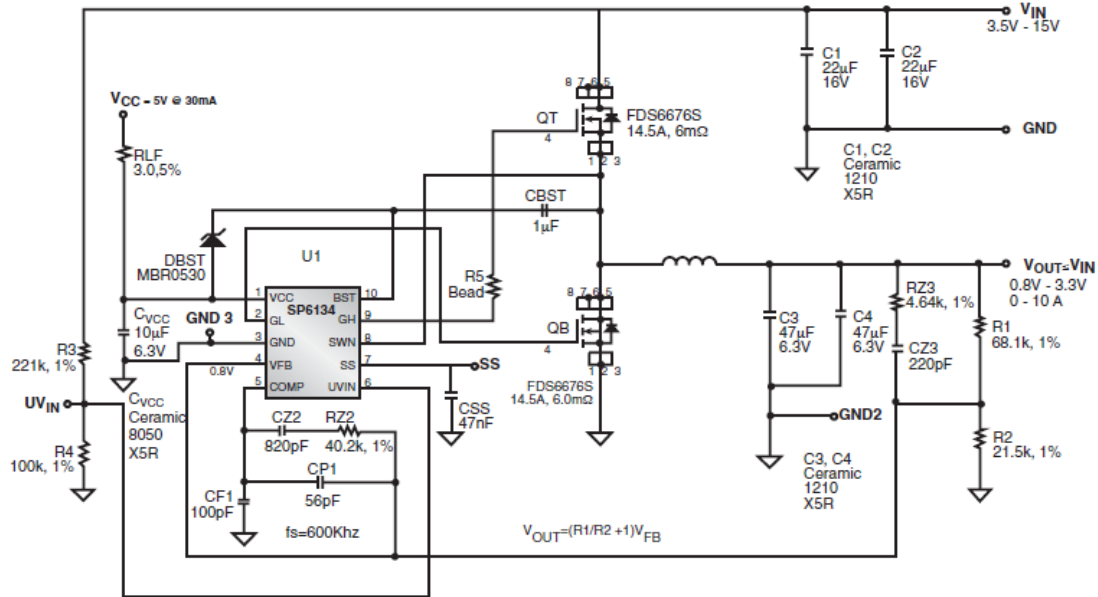 VIN
3.5V - 15V
C1
22µF
16V
C2
22µF
16V
GND
C1, C2
Ceramic
1210
X5R
VCC = 5V @ 30mA
RLF
3.0,5%
8 7 6 5
QT
4
FDS6676S
14.5A, 6mΩ
1 2 3
CBST
1µF
DBST
MBR0530
U1
R5
Bead
1 VCC
BST 10
SP6134
2 GL
GH 9
3 GND
SWN 8
4 VFB
SS 7
5 COMP
UVIN 6
0.8V
CVCC
10µF
6.3V
GND 3
R3
221k, 1%
UVIN
R4
100k, 1%
CVCC
Ceramic
8050
X5R
SS
CSS
47nF
8 7 6 5
QB
4
1 2 3
FDS6676S
14.5A, 6.0mΩ
VOUT≤VIN
0.8V - 3.3V
0 - 10 A
C3
47µF
6.3V
C4
47µF
6.3V
RZ3
4.64k, 1%
CZ3
220pF
R1
68.1k, 1%
GND2
R2
21.5k, 1%
C3, C4
Ceramic
1210
X5R
CZ2
820pF
RZ2
40.2k, 1%
CP1
56pF
CF1
100pF
fs=600Khz
VOUT=(R1/R2 +1)VFB